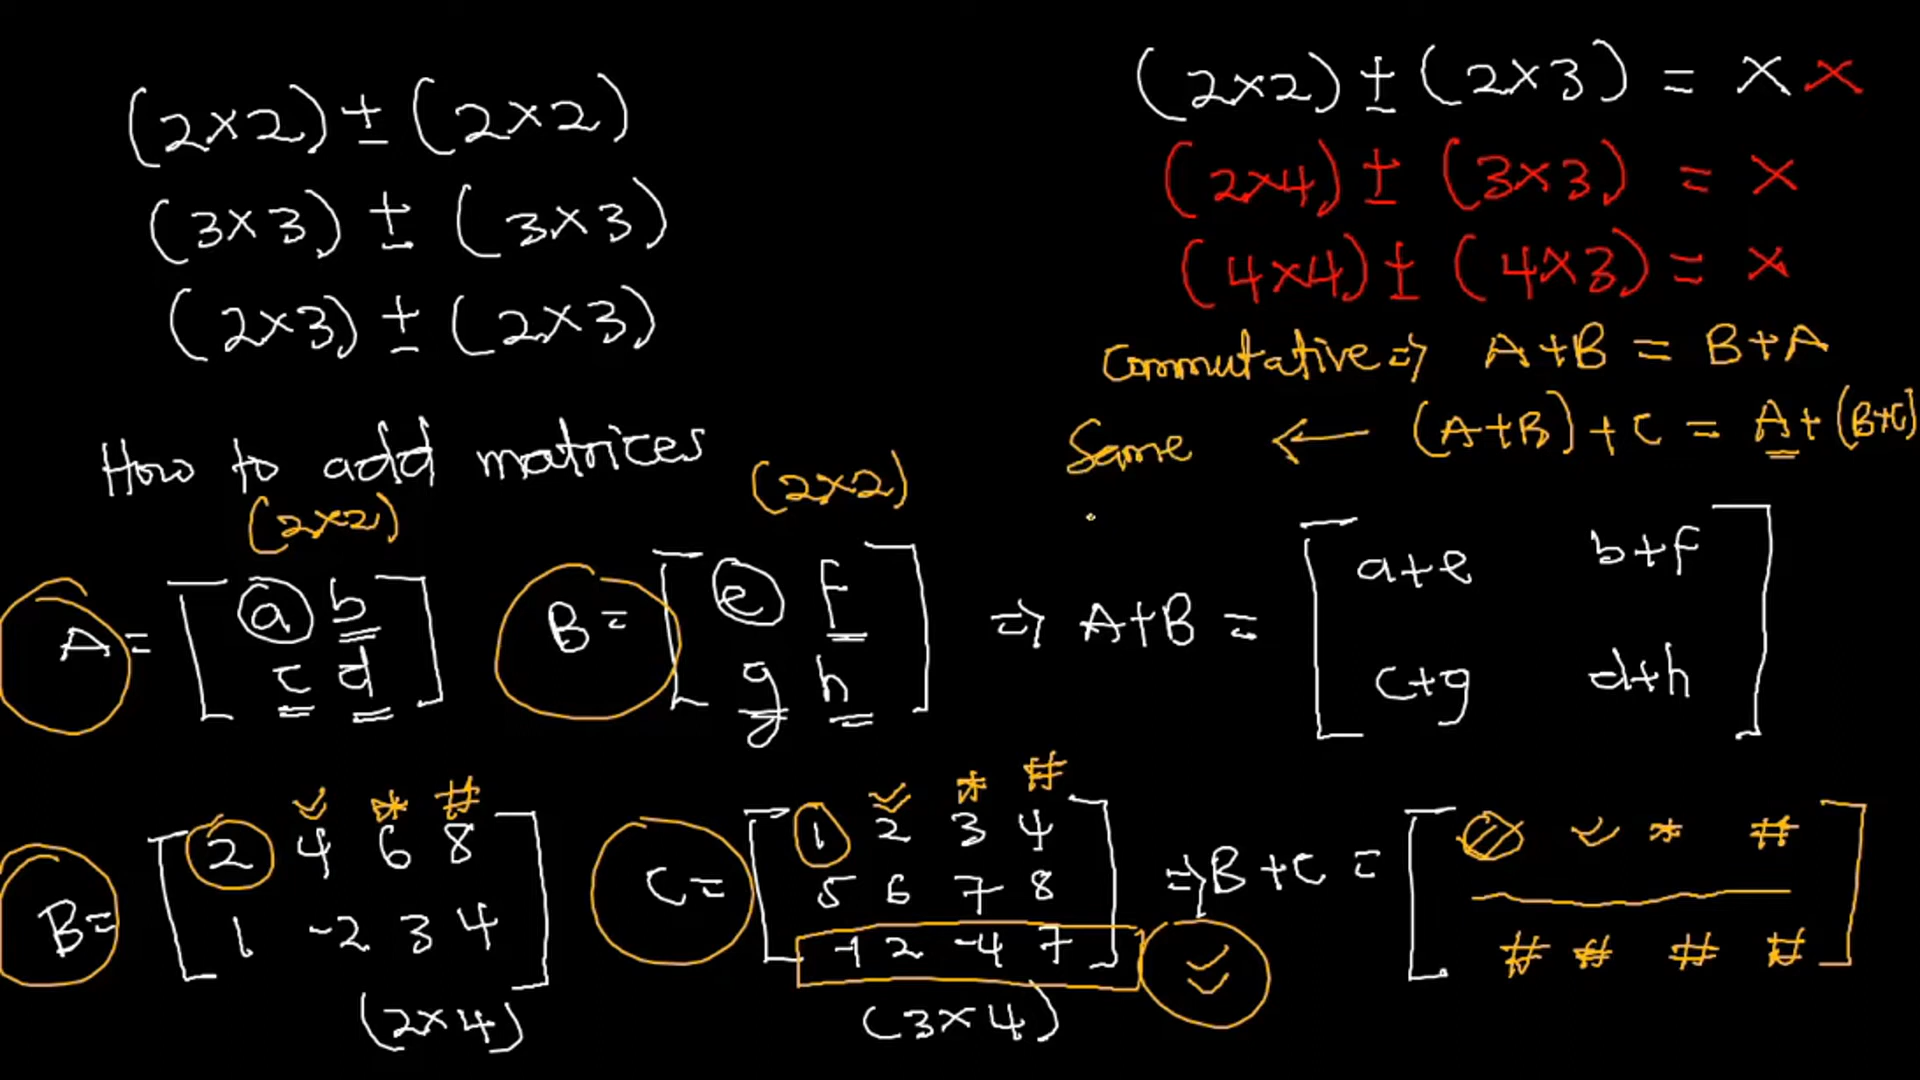 (2×2) ± (2×2)
(3×3) ± (3×3)
(2×3) ± (2×3)
(2×2) ± (2×3) = × ×
(2×4) ± (3×3) = ×
(4×4) ± (4×3) = ×
Commutative ⇒ A+B = B+A
Same ← (A+B)+C = A+(B+C)
How to add matrices
(2×2)
(2×2)
A = [a b
c d]
B = [e f
g h]
⇒ A+B = [a+e b+f
c+g d+h]
✓ * #
B = [2 4 6 8
1 -2 3 4]
(2×4)
✓ * #
C = [1 2 3 4
5 6 7 8
-1 2 -4 7]
(3×4)
⇒ B+C = [⊘ ✓ * #
# # # #]